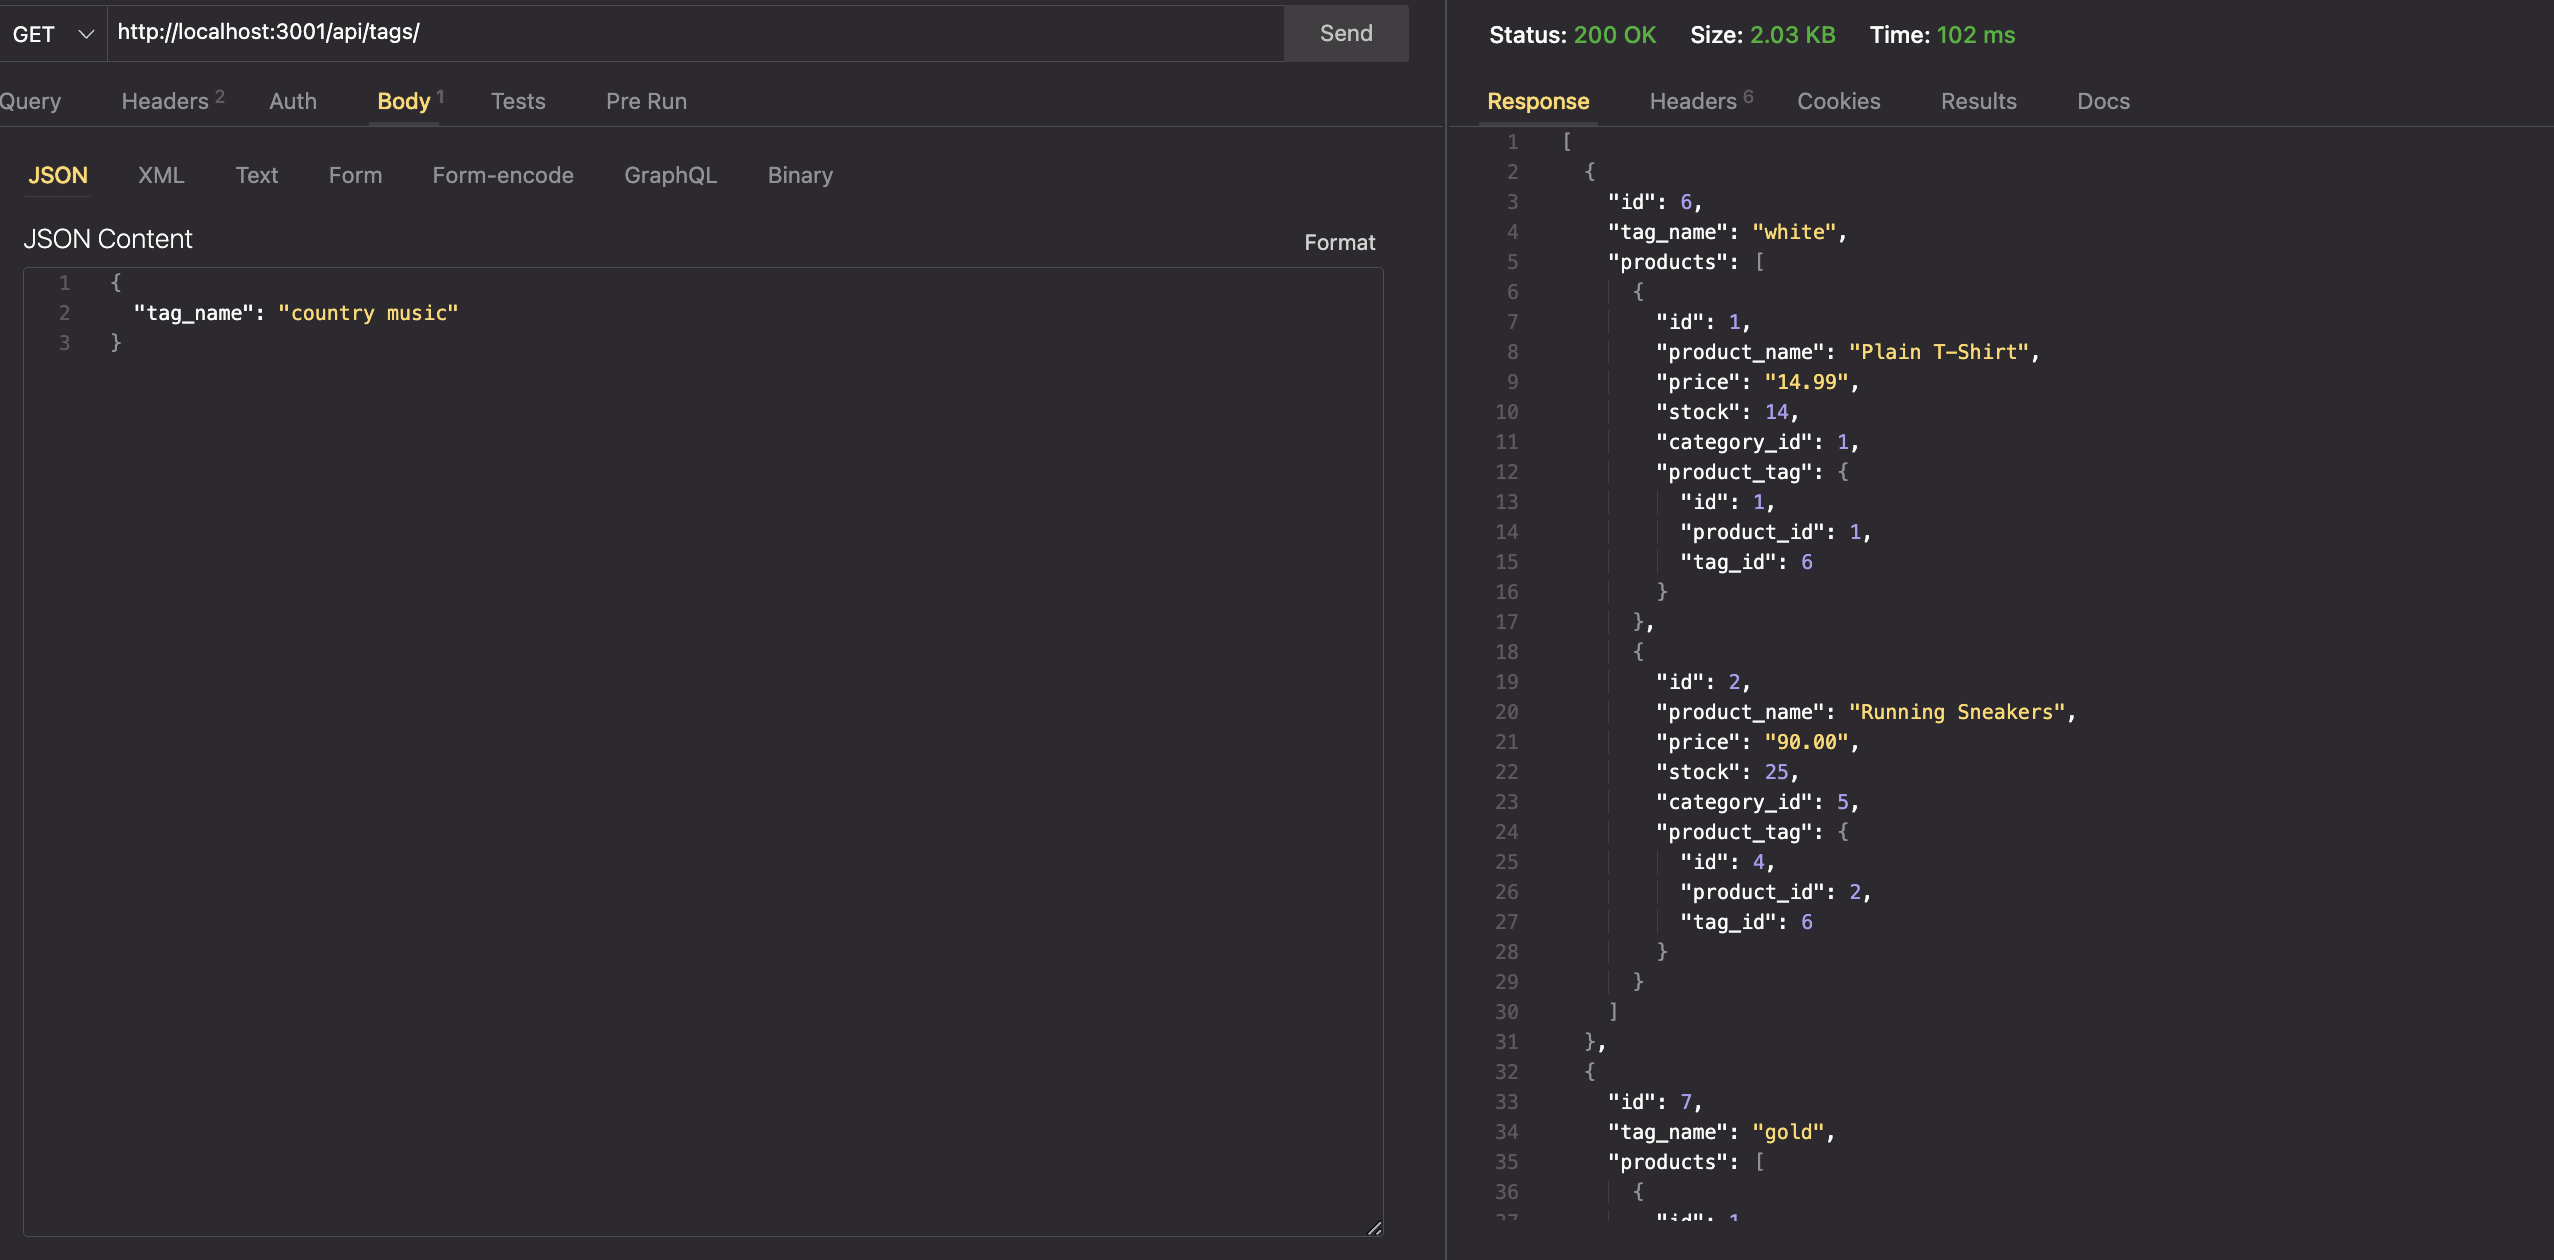 GET http://localhost:3001/api/tags/ Send
Query Headers 2 Auth Body 1 Tests Pre Run
JSON XML Text Form Form-encode GraphQL Binary
JSON Content
Format
1 {
2 "tag_name": "country music"
3 }
Status: 200 OK Size: 2.03 KB Time: 102 ms
Response Headers 6 Cookies Results Docs
1 [
2 {
3 "id": 6,
4 "tag_name": "white",
5 "products": [
6 {
7 "id": 1,
8 "product_name": "Plain T-Shirt",
9 "price": "14.99",
10 "stock": 14,
11 "category_id": 1,
12 "product_tag": {
13 "id": 1,
14 "product_id": 1,
15 "tag_id": 6
16 }
17 },
18 {
19 "id": 2,
20 "product_name": "Running Sneakers",
21 "price": "90.00",
22 "stock": 25,
23 "category_id": 5,
24 "product_tag": {
25 "id": 4,
26 "product_id": 2,
27 "tag_id": 6
28 }
29 }
30 ]
31 },
32 {
33 "id": 7,
34 "tag_name": "gold",
35 "products": [
36 {
37 "id": 1